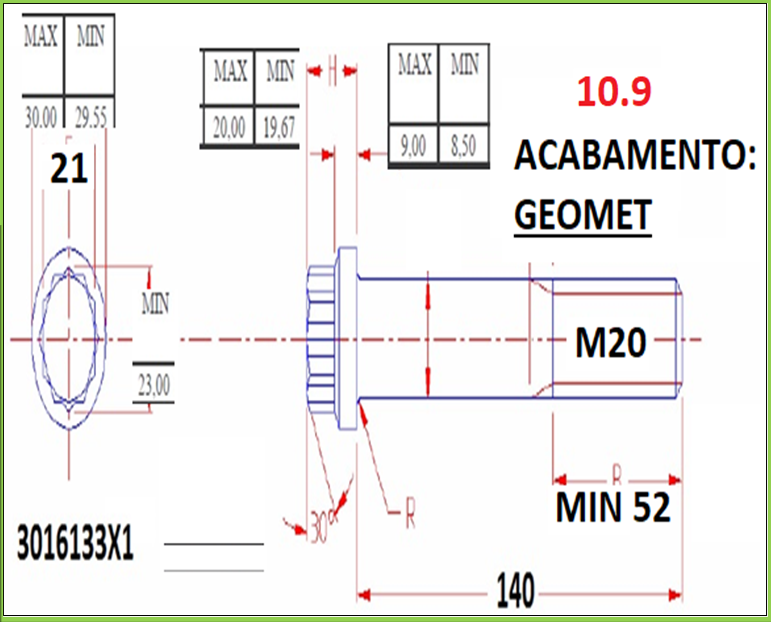 MAX MIN
30.00 29.55
21
MAX MIN
20,00 19,67
H
MAX MIN
9,00 8,50
10.9
ACABAMENTO:
GEOMET
MIN
23,00
M20
R
MIN 52
30°
R
3016133X1
140